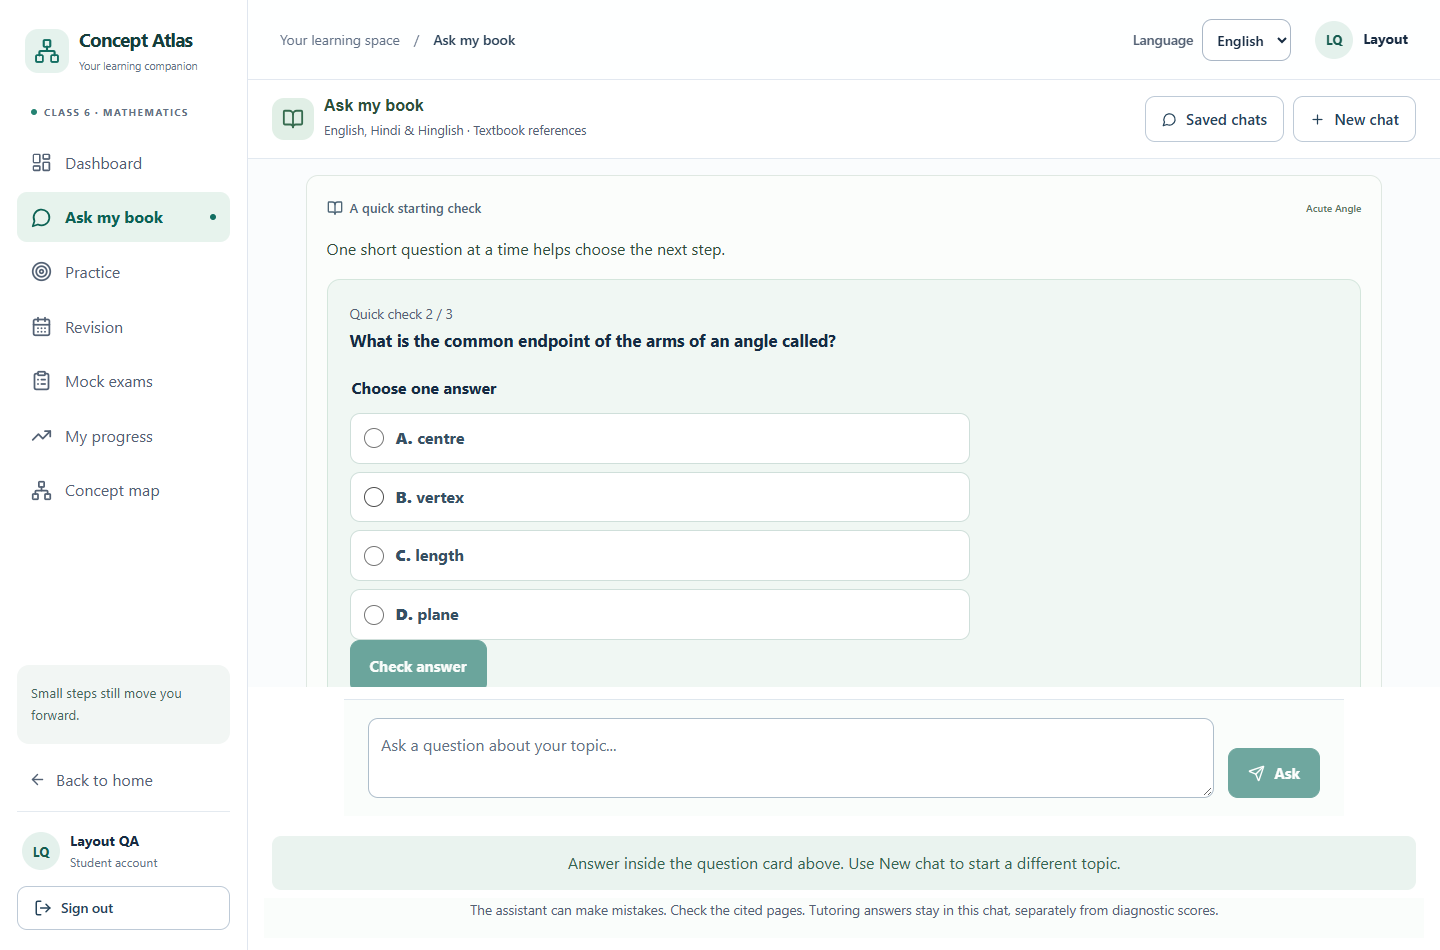 Concept Atlas
Your learning companion
CLASS 6 · MATHEMATICS
Dashboard
Ask my book
Practice
Revision
Mock exams
My progress
Concept map
Small steps still move you
forward.
Back to home
LQ
Layout QA
Student account
Sign out
Your learning space / Ask my book
Language
English
LQ
Layout
Ask my book
English, Hindi & Hinglish · Textbook references
Saved chats
New chat
A quick starting check
Acute Angle
One short question at a time helps choose the next step.
Quick check 2 / 3
What is the common endpoint of the arms of an angle called?
Choose one answer
A. centre
B. vertex
C. length
D. plane
Check answer
Ask a question about your topic...
Ask
Answer inside the question card above. Use New chat to start a different topic.
The assistant can make mistakes. Check the cited pages. Tutoring answers stay in this chat, separately from diagnostic scores.